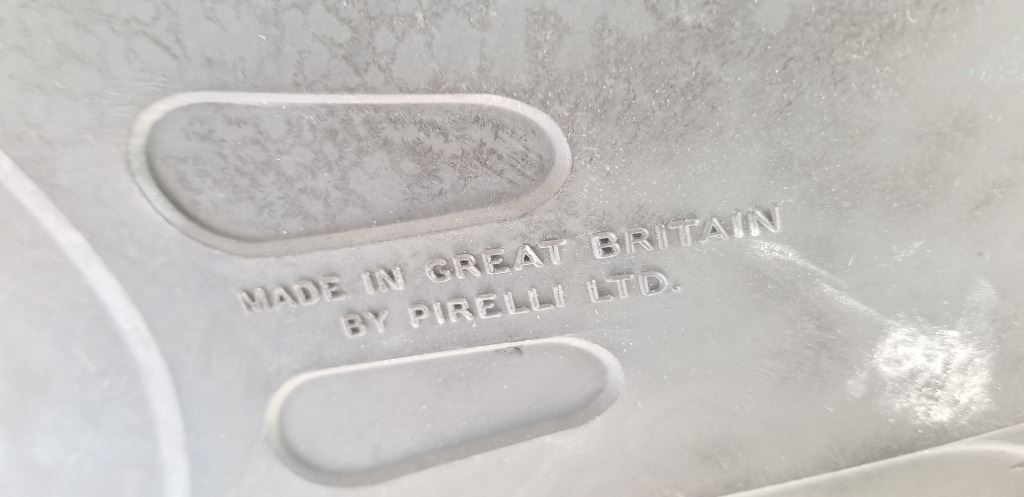 MADE IN GREAT BRITAIN
BY PIRELLI LTD.